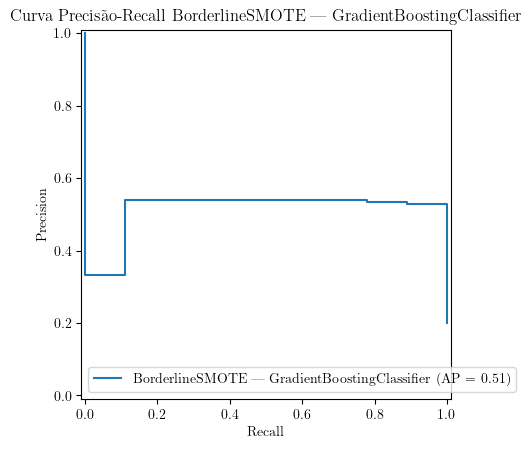 Curva Precisão-Recall BorderlineSMOTE — GradientBoostingClassifier
1.0
0.8
0.6
0.4
0.2
0.0
Precision
BorderlineSMOTE — GradientBoostingClassifier (AP = 0.51)
0.0 0.2 0.4 0.6 0.8 1.0
Recall